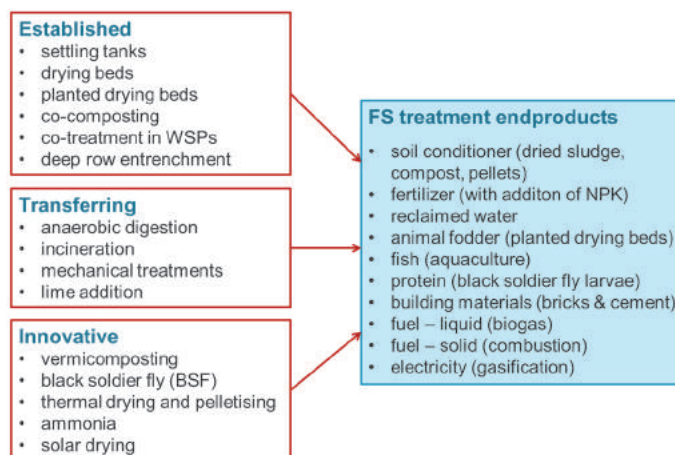 Established
• settling tanks
• drying beds
• planted drying beds
• co-composting
• co-treatment in WSPs
• deep row entrenchment
Transferring
• anaerobic digestion
• incineration
• mechanical treatments
• lime addition
Innovative
• vermicomposting
• black soldier fly (BSF)
• thermal drying and pelletising
• ammonia
• solar drying
FS treatment endproducts
• soil conditioner (dried sludge,
compost, pellets)
• fertilizer (with additon of NPK)
• reclaimed water
• animal fodder (planted drying beds)
• fish (aquaculture)
• protein (black soldier fly larvae)
• building materials (bricks & cement)
• fuel – liquid (biogas)
• fuel – solid (combustion)
• electricity (gasification)